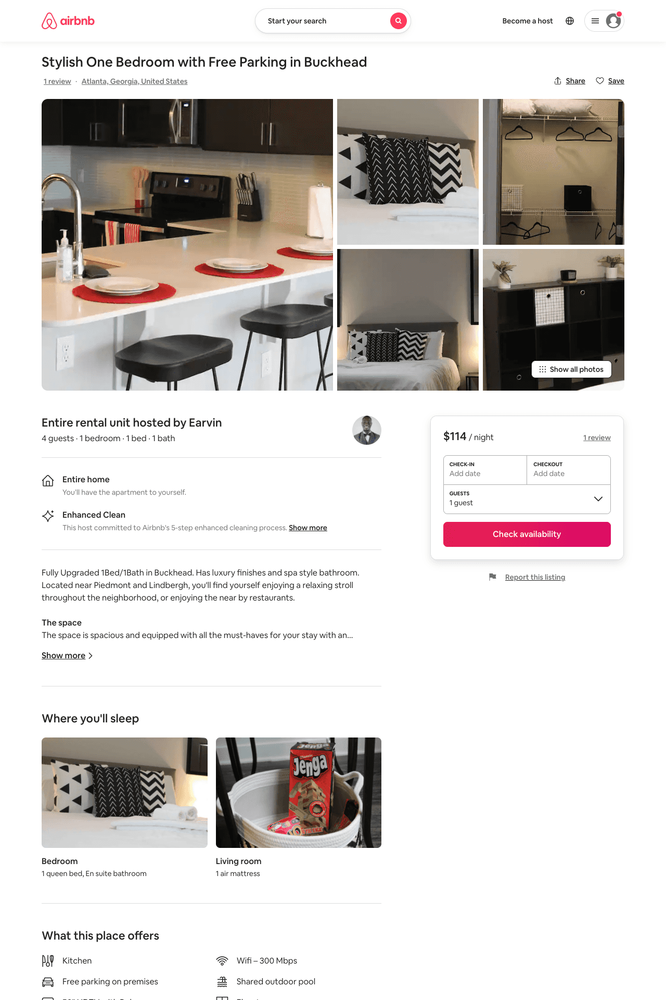 airbnb
Start your search
Become a host
Stylish One Bedroom with Free Parking in Buckhead
1 review · Atlanta, Georgia, United States
Share
Save
Show all photos
Entire rental unit hosted by Earvin
4 guests · 1 bedroom · 1 bed · 1 bath
Entire home
You'll have the apartment to yourself.
Enhanced Clean
This host committed to Airbnb's 5-step enhanced cleaning process. Show more
Fully Upgraded 1Bed/1Bath in Buckhead. Has luxury finishes and spa style bathroom.
Located near Piedmont and Lindbergh, you'll find yourself enjoying a relaxing stroll
throughout the neighborhood, or enjoying the near by restaurants.
The space
The space is spacious and equipped with all the must-haves for your stay with an...
Show more
$114 / night
1 review
CHECK-IN
Add date
CHECKOUT
Add date
GUESTS
1 guest
Check availability
Report this listing
Where you'll sleep
Jenga
Classic
Jenga
Bedroom
1 queen bed, En suite bathroom
Living room
1 air mattress
What this place offers
Kitchen
Wifi – 300 Mbps
Free parking on premises
Shared outdoor pool